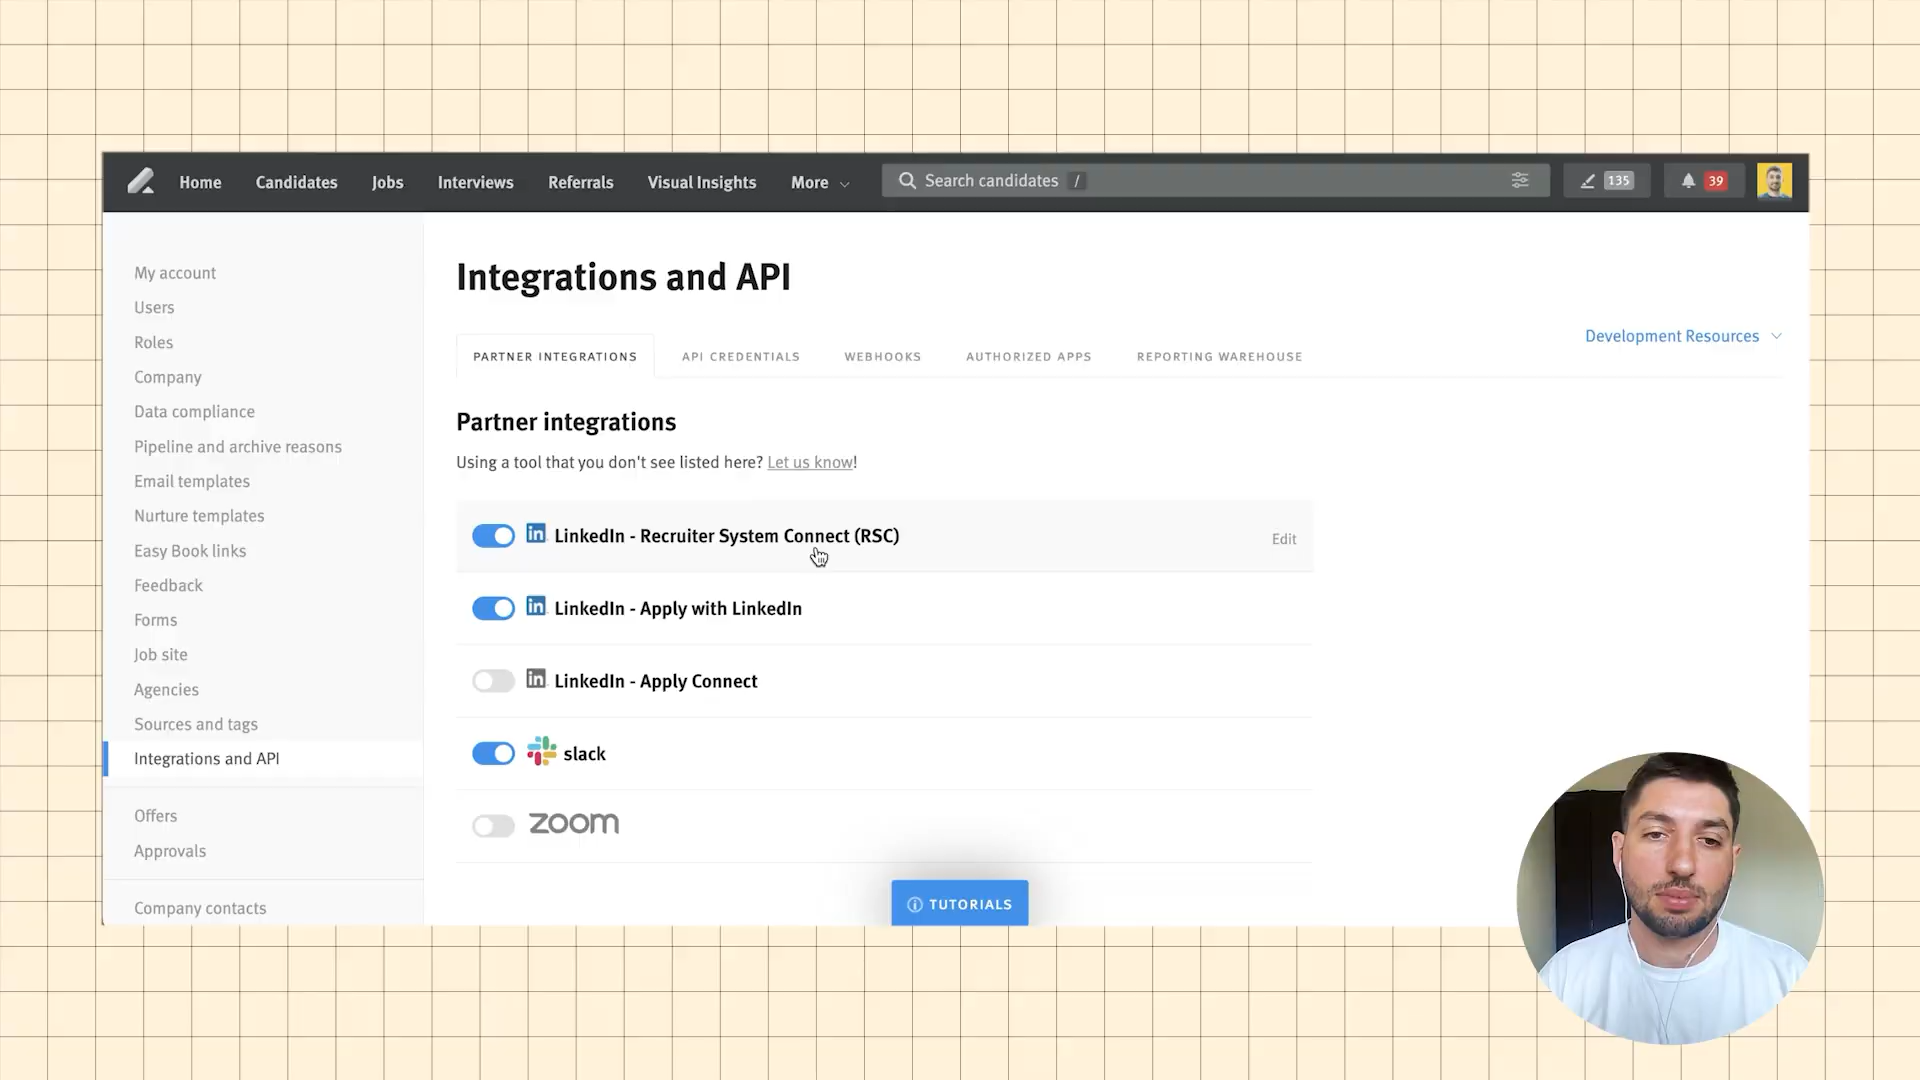 Home Candidates Jobs Interviews Referrals Visual Insights More Search candidates / 135 39
My account
Users
Roles
Company
Data compliance
Pipeline and archive reasons
Email templates
Nurture templates
Easy Book links
Feedback
Forms
Job site
Agencies
Sources and tags
Integrations and API
Offers
Approvals
Company contacts
Integrations and API
Development Resources
PARTNER INTEGRATIONS API CREDENTIALS WEBHOOKS AUTHORIZED APPS REPORTING WAREHOUSE
Partner integrations
Using a tool that you don't see listed here? Let us know!
in LinkedIn - Recruiter System Connect (RSC) Edit
in LinkedIn - Apply with LinkedIn
in LinkedIn - Apply Connect
slack
zoom
TUTORIALS